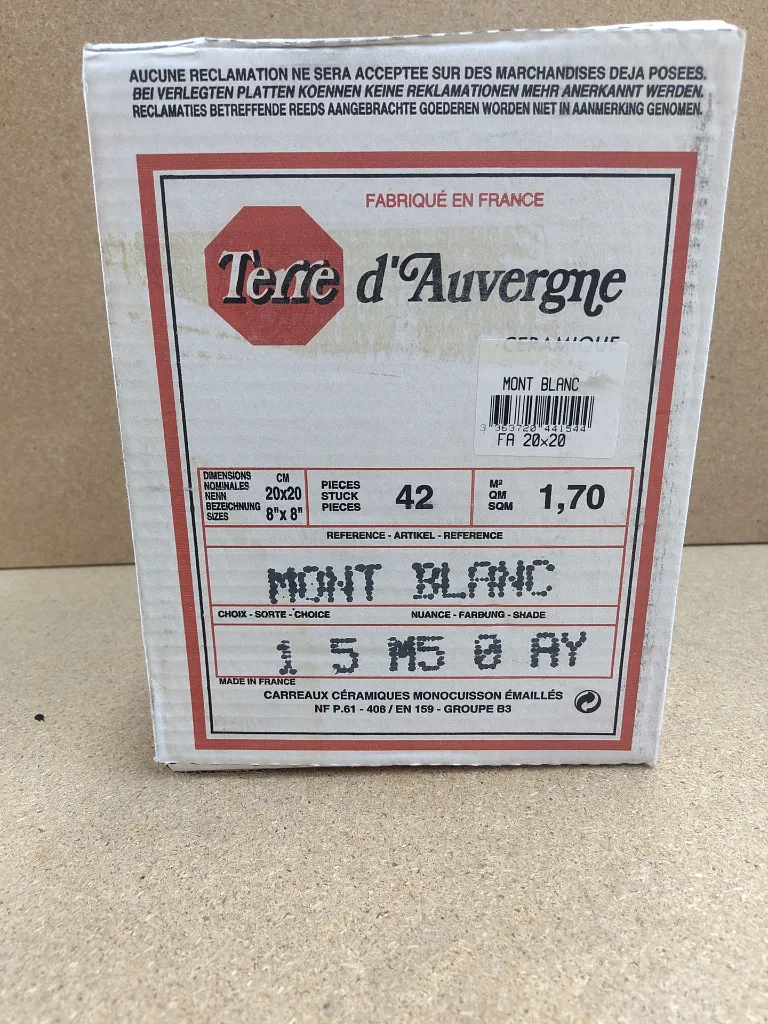 AUCUNE RECLAMATION NE SERA ACCEPTEE SUR DES MARCHANDISES DEJA POSEES.
BEI VERLEGTEN PLATTEN KOENNEN KEINE REKLAMATIONEN MEHR ANERKANNT WERDEN.
RECLAMATIES BETREFFENDE REEDS AANGEBRACHTE GOEDEREN WORDEN NIET IN AANMERKING GENOMEN.
FABRIQUÉ EN FRANCE
Terre d'Auvergne
CERAMIQUE
MONT BLANC
3 363720 441544
FA 20x20
DIMENSIONS
NOMINALES
NENN
BEZEICHNUNG
SIZES
CM
20x20
8"x 8"
PIECES
STUCK
PIECES
42
M²
QM
SQM
1,70
REFERENCE - ARTIKEL - REFERENCE
MONT BLANC
CHOIX - SORTE - CHOICE NUANCE - FARBUNG - SHADE
1 5 M5 0 AY
MADE IN FRANCE
CARREAUX CÉRAMIQUES MONOCUISSON ÉMAILLÉS
NF P.61 - 408 / EN 159 - GROUPE B3